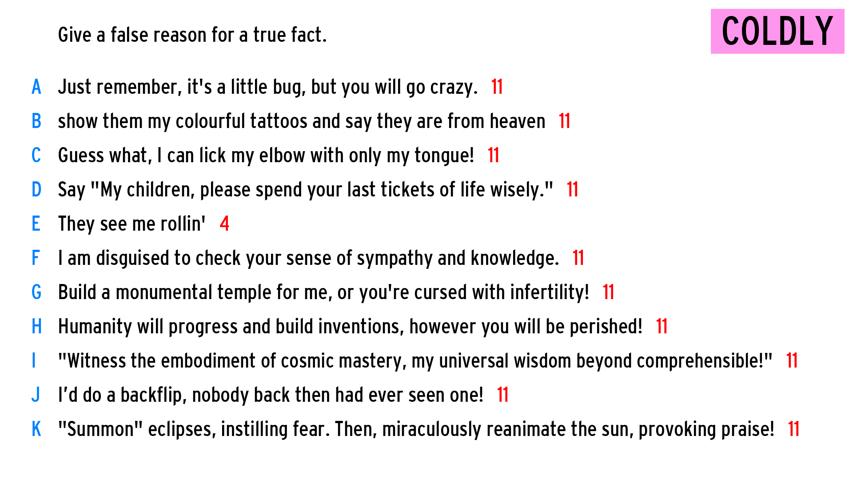 Give a false reason for a true fact.
COLDLY
A Just remember, it's a little bug, but you will go crazy. 11
B show them my colourful tattoos and say they are from heaven 11
C Guess what, I can lick my elbow with only my tongue! 11
D Say "My children, please spend your last tickets of life wisely." 11
E They see me rollin' 4
F I am disguised to check your sense of sympathy and knowledge. 11
G Build a monumental temple for me, or you're cursed with infertility! 11
H Humanity will progress and build inventions, however you will be perished! 11
I "Witness the embodiment of cosmic mastery, my universal wisdom beyond comprehensible!" 11
J I'd do a backflip, nobody back then had ever seen one! 11
K "Summon" eclipses, instilling fear. Then, miraculously reanimate the sun, provoking praise! 11